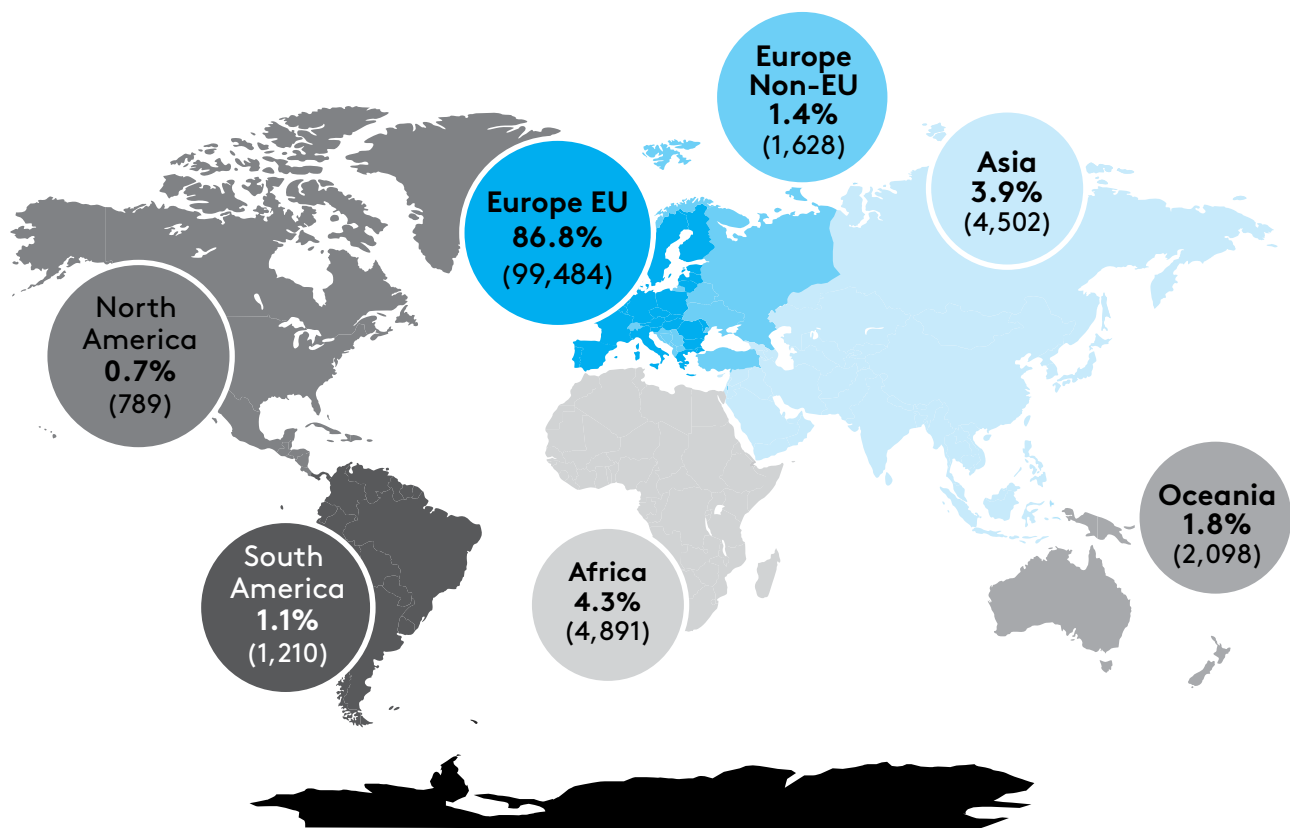 Europe
Non-EU
1.4%
(1,628)
Asia
3.9%
(4,502)
Europe EU
86.8%
(99,484)
North
America
0.7%
(789)
Oceania
1.8%
(2,098)
South
America
1.1%
(1,210)
Africa
4.3%
(4,891)